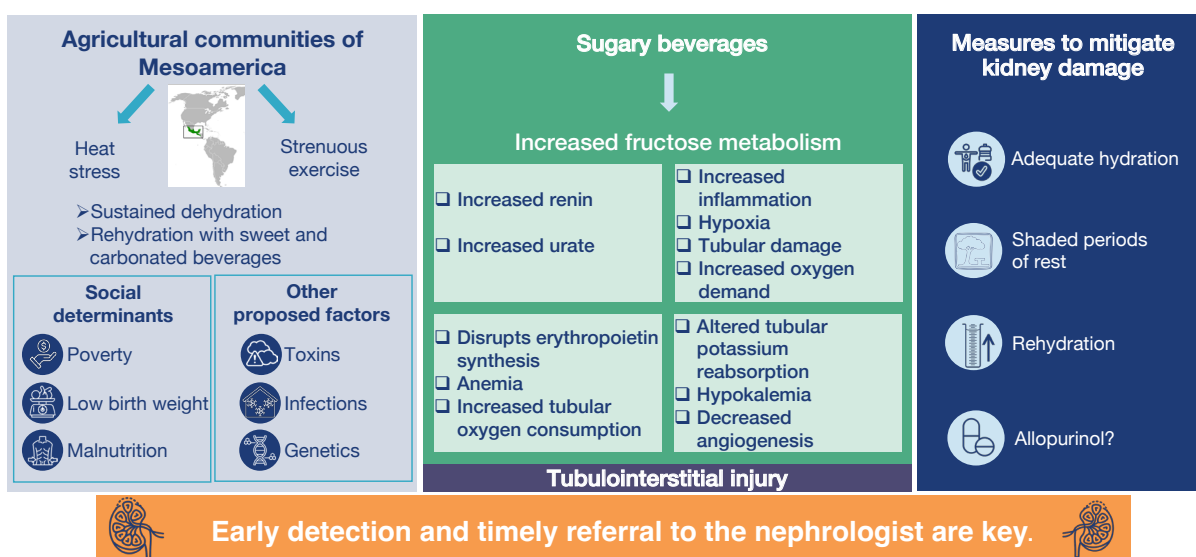 Agricultural communities of
Mesoamerica
Heat
stress
Strenuous
exercise
➢Sustained dehydration
➢Rehydration with sweet and
carbonated beverages
Social
determinants
Poverty
Low birth weight
Malnutrition
Other
proposed factors
Toxins
Infections
Genetics
Sugary beverages
Increased fructose metabolism
❑ Increased renin
❑ Increased urate
❑ Increased
inflammation
❑ Hypoxia
❑ Tubular damage
❑ Increased oxygen
demand
❑ Disrupts erythropoietin
synthesis
❑ Anemia
❑ Increased tubular
oxygen consumption
❑ Altered tubular
potassium
reabsorption
❑ Hypokalemia
❑ Decreased
angiogenesis
Tubulointerstitial injury
Measures to mitigate
kidney damage
Adequate hydration
Shaded periods
of rest
Rehydration
Allopurinol?
Early detection and timely referral to the nephrologist are key.